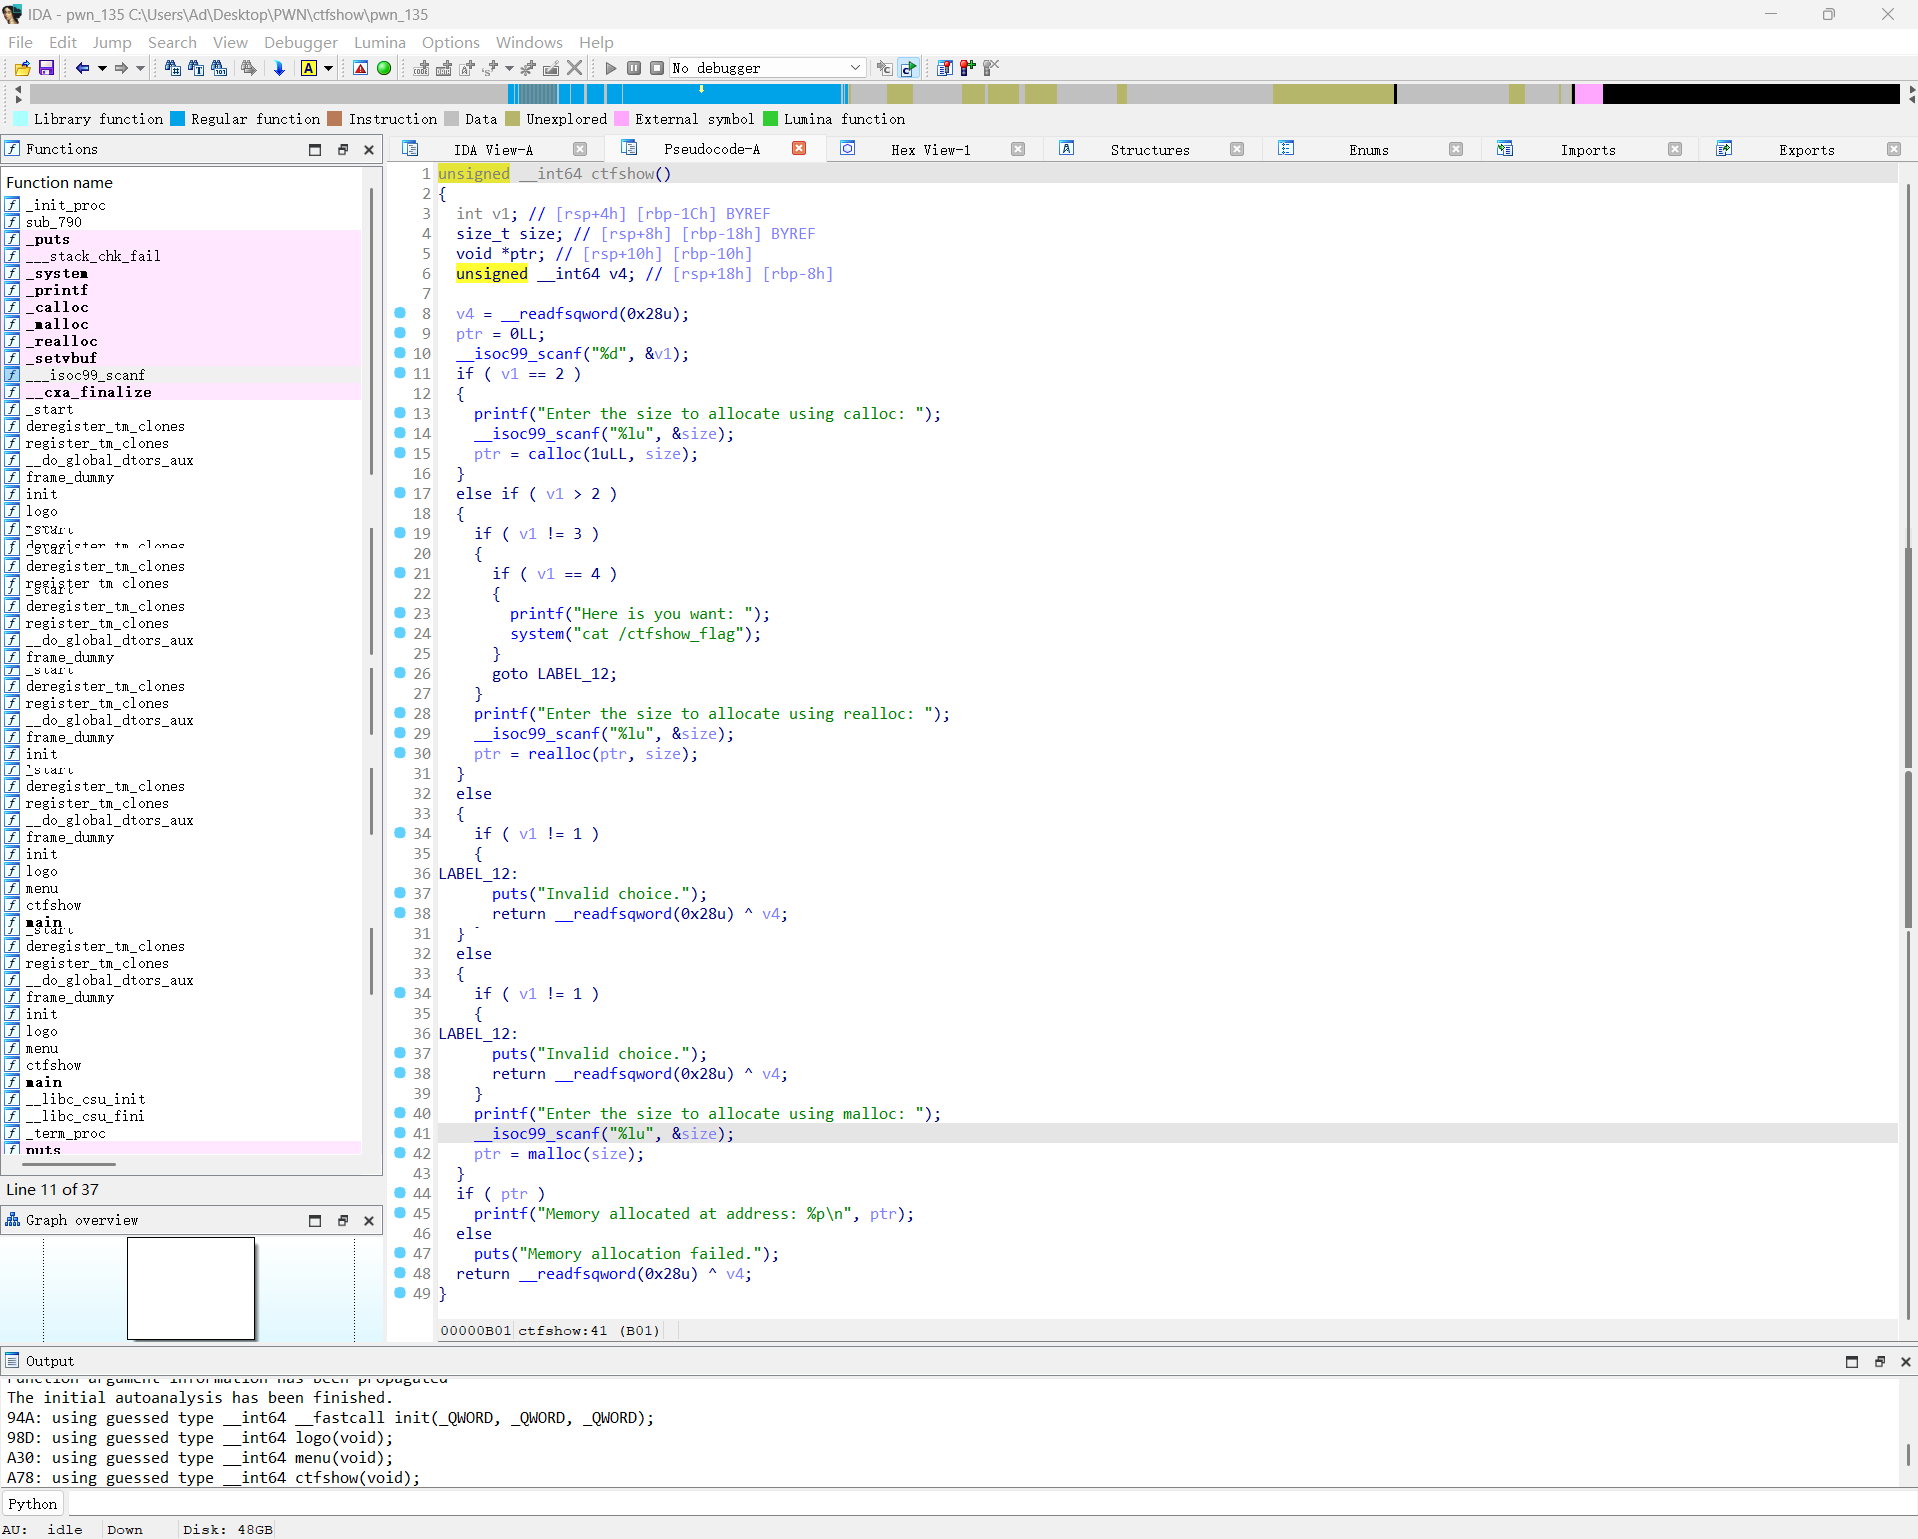 IDA - pwn_135 C:\Users\Ad\Desktop\PWN\ctfshow\pwn_135
File Edit Jump Search View Debugger Lumina Options Windows Help
No debugger
Library function Regular function Instruction Data Unexplored External symbol Lumina function
Functions
Function name
_init_proc
sub_790
_puts
___stack_chk_fail
_system
_printf
_calloc
_malloc
_realloc
_setvbuf
___isoc99_scanf
__cxa_finalize
_start
deregister_tm_clones
register_tm_clones
__do_global_dtors_aux
frame_dummy
init
logo
_start
deregister_tm_clones
_start
deregister_tm_clones
register_tm_clones
_start
deregister_tm_clones
register_tm_clones
__do_global_dtors_aux
frame_dummy
_start
deregister_tm_clones
register_tm_clones
__do_global_dtors_aux
frame_dummy
init
_start
deregister_tm_clones
register_tm_clones
__do_global_dtors_aux
frame_dummy
init
logo
menu
ctfshow
main
_start
deregister_tm_clones
register_tm_clones
__do_global_dtors_aux
frame_dummy
init
logo
menu
ctfshow
main
__libc_csu_init
__libc_csu_fini
_term_proc
puts
Line 11 of 37
Graph overview
IDA View-A Pseudocode-A Hex View-1 Structures Enums Imports Exports
1 unsigned __int64 ctfshow()
2 {
3 int v1; // [rsp+4h] [rbp-1Ch] BYREF
4 size_t size; // [rsp+8h] [rbp-18h] BYREF
5 void *ptr; // [rsp+10h] [rbp-10h]
6 unsigned __int64 v4; // [rsp+18h] [rbp-8h]
7
8 v4 = __readfsqword(0x28u);
9 ptr = 0LL;
10 __isoc99_scanf("%d", &v1);
11 if ( v1 == 2 )
12 {
13 printf("Enter the size to allocate using calloc: ");
14 __isoc99_scanf("%lu", &size);
15 ptr = calloc(1uLL, size);
16 }
17 else if ( v1 > 2 )
18 {
19 if ( v1 != 3 )
20 {
21 if ( v1 == 4 )
22 {
23 printf("Here is you want: ");
24 system("cat /ctfshow_flag");
25 }
26 goto LABEL_12;
27 }
28 printf("Enter the size to allocate using realloc: ");
29 __isoc99_scanf("%lu", &size);
30 ptr = realloc(ptr, size);
31 }
32 else
33 {
34 if ( v1 != 1 )
35 {
36 LABEL_12:
37 puts("Invalid choice.");
38 return __readfsqword(0x28u) ^ v4;
31 }
32 else
33 {
34 if ( v1 != 1 )
35 {
36 LABEL_12:
37 puts("Invalid choice.");
38 return __readfsqword(0x28u) ^ v4;
39 }
40 printf("Enter the size to allocate using malloc: ");
41 __isoc99_scanf("%lu", &size);
42 ptr = malloc(size);
43 }
44 if ( ptr )
45 printf("Memory allocated at address: %p\n", ptr);
46 else
47 puts("Memory allocation failed.");
48 return __readfsqword(0x28u) ^ v4;
49 }
00000B01 ctfshow:41 (B01)
Output
Function argument information has been propagated
The initial autoanalysis has been finished.
94A: using guessed type __int64 __fastcall init(_QWORD, _QWORD, _QWORD);
98D: using guessed type __int64 logo(void);
A30: using guessed type __int64 menu(void);
A78: using guessed type __int64 ctfshow(void);
Python
AU: idle Down Disk: 48GB